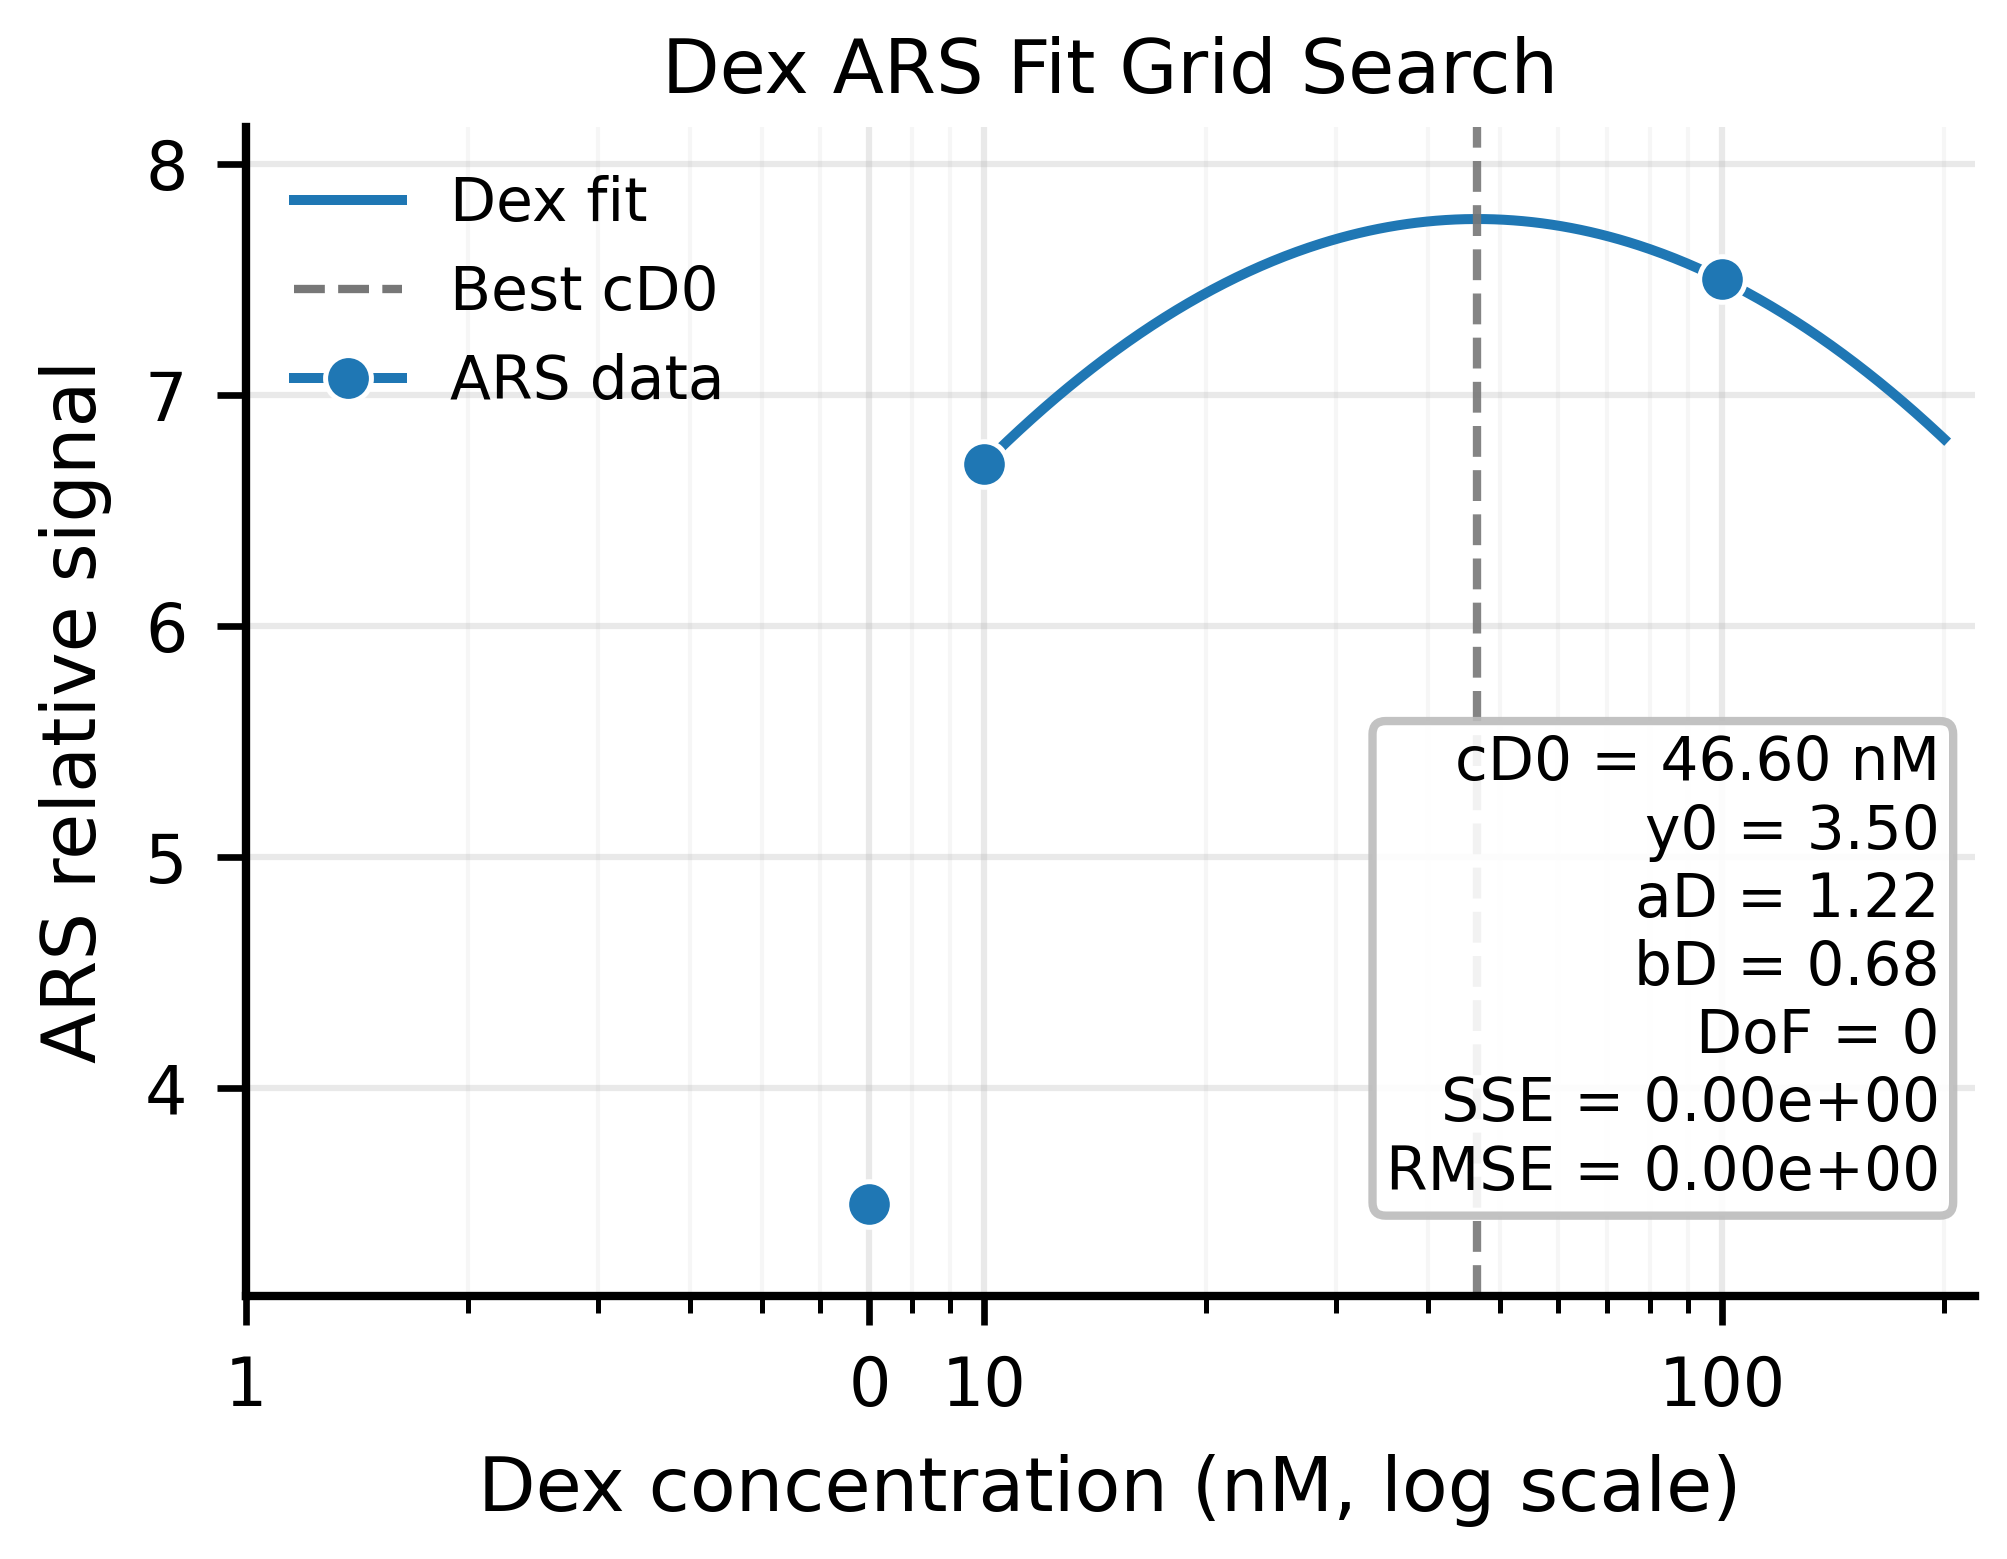 Dex ARS Fit Grid Search
ARS relative signal
8
7
6
5
4
Dex fit
Best cD0
ARS data
cD0 = 46.60 nM
y0 = 3.50
aD = 1.22
bD = 0.68
DoF = 0
SSE = 0.00e+00
RMSE = 0.00e+00
1 0 10 100
Dex concentration (nM, log scale)